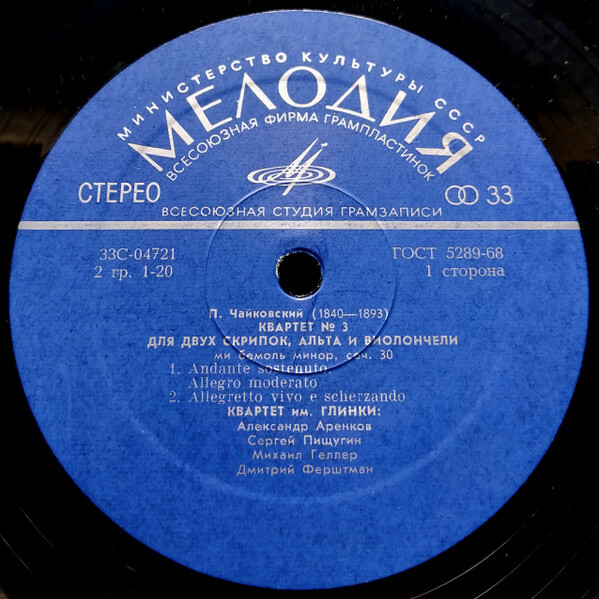 МИНИСТЕРСТВО КУЛЬТУРЫ СССР
МЕЛОДИЯ
ВСЕСОЮЗНАЯ ФИРМА ГРАМПЛАСТИНОК
СТЕРЕО
33
ВСЕСОЮЗНАЯ СТУДИЯ ГРАМЗАПИСИ
33С-04721
ГОСТ 5289-68
2 гр. 1-20
1 сторона
П. Чайковский (1840—1893)
КВАРТЕТ № 3
ДЛЯ ДВУХ СКРИПОК, АЛЬТА И ВИОЛОНЧЕЛИ
ми бемоль минор, соч. 30
1. Andante sostenuto.
Allegro moderato
2. Allegretto vivo e scherzando
КВАРТЕТ им. ГЛИНКИ:
Александр Аренков
Сергей Пищугин
Михаил Геллер
Дмитрий Ферштман